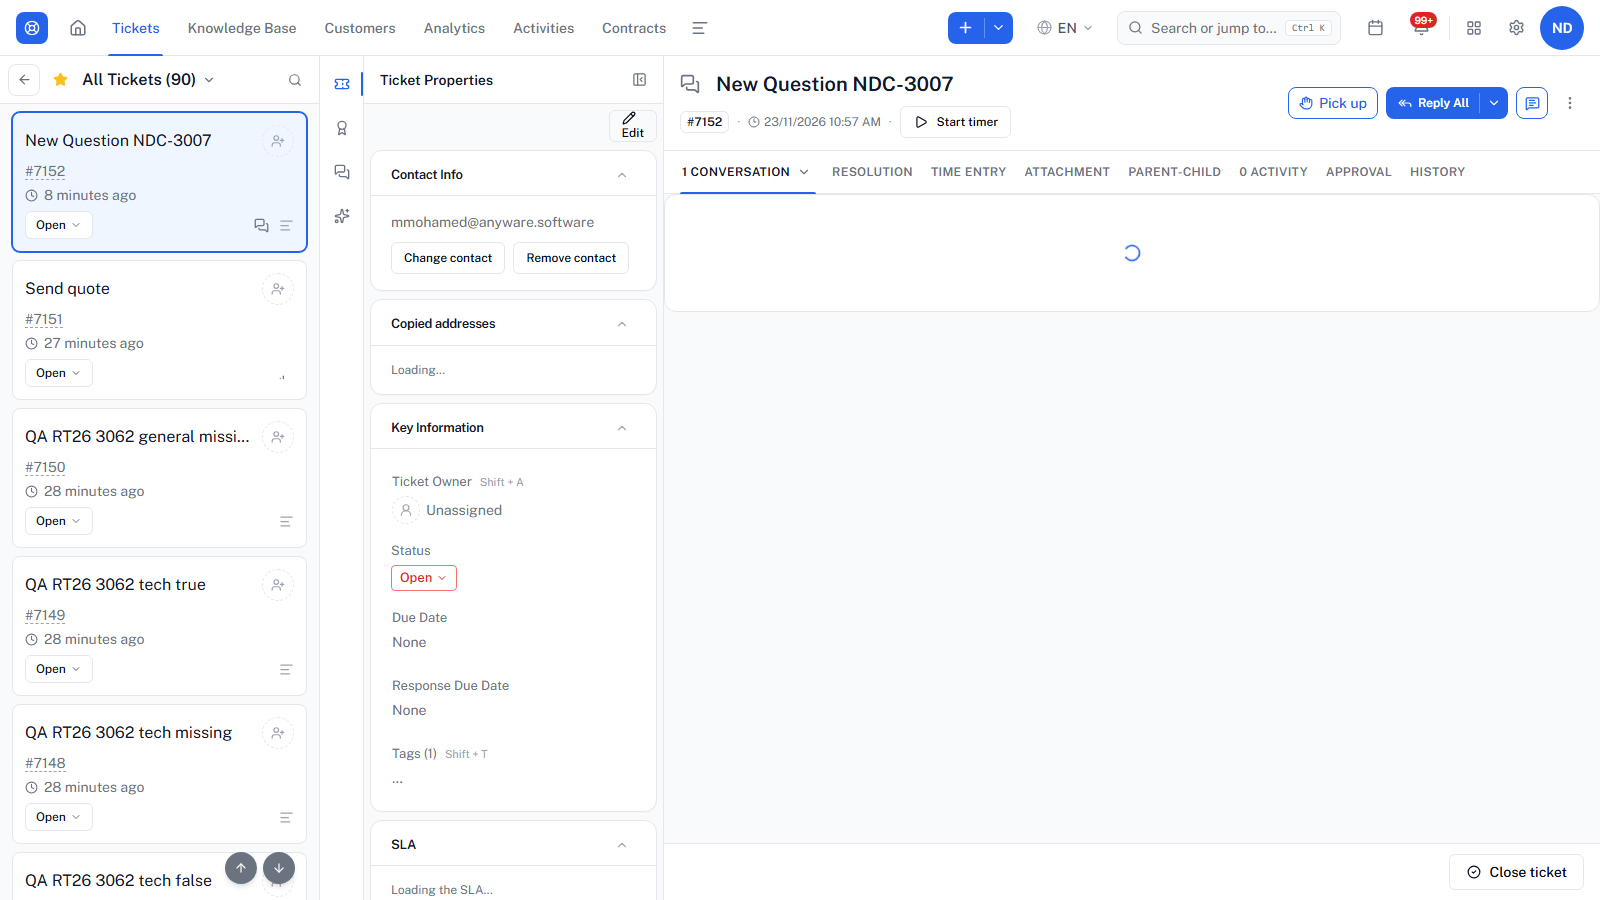 Tickets
Knowledge Base
Customers
Analytics
Activities
Contracts
EN
Search or jump to...
Ctrl K
99+
ND
All Tickets (90)
New Question NDC-3007
#7152
8 minutes ago
Open
Send quote
#7151
27 minutes ago
Open
QA RT26 3062 general missi...
#7150
28 minutes ago
Open
QA RT26 3062 tech true
#7149
28 minutes ago
Open
QA RT26 3062 tech missing
#7148
28 minutes ago
Open
QA RT26 3062 tech false
Ticket Properties
Edit
Contact Info
mmohamed@anyware.software
Change contact
Remove contact
Copied addresses
Loading...
Key Information
Ticket Owner Shift + A
Unassigned
Status
Open
Due Date
None
Response Due Date
None
Tags (1) Shift + T
...
SLA
Loading the SLA...
New Question NDC-3007
#7152 · 23/11/2026 10:57 AM ·
Start timer
Pick up
Reply All
1 CONVERSATION
RESOLUTION
TIME ENTRY
ATTACHMENT
PARENT-CHILD
0 ACTIVITY
APPROVAL
HISTORY
Close ticket